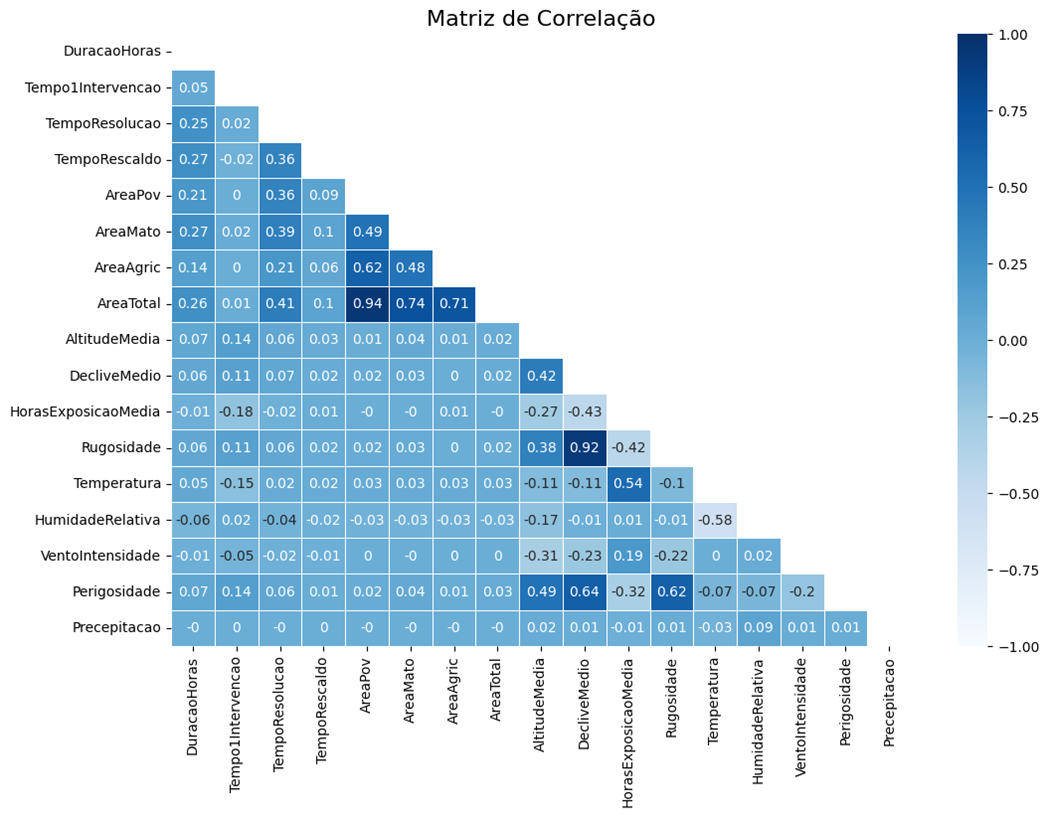 Matriz de Correlação
DuracaoHoras
Tempo1Intervencao 0.05
TempoResolucao 0.25 0.02
TempoRescaldo 0.27 -0.02 0.36
AreaPov 0.21 0 0.36 0.09
AreaMato 0.27 0.02 0.39 0.1 0.49
AreaAgric 0.14 0 0.21 0.06 0.62 0.48
AreaTotal 0.26 0.01 0.41 0.1 0.94 0.74 0.71
AltitudeMedia 0.07 0.14 0.06 0.03 0.01 0.04 0.01 0.02
DecliveMedio 0.06 0.11 0.07 0.02 0.02 0.03 0 0.02 0.42
HorasExposicaoMedia -0.01 -0.18 -0.02 0.01 -0 -0 0.01 -0 -0.27 -0.43
Rugosidade 0.06 0.11 0.06 0.02 0.02 0.03 0 0.02 0.38 0.92 -0.42
Temperatura 0.05 -0.15 0.02 0.02 0.03 0.03 0.03 0.03 -0.11 -0.11 0.54 -0.1
HumidadeRelativa -0.06 0.02 -0.04 -0.02 -0.03 -0.03 -0.03 -0.03 -0.17 -0.01 0.01 -0.01 -0.58
VentoIntensidade -0.01 -0.05 -0.02 -0.01 0 -0 0 0 -0.31 -0.23 0.19 -0.22 0 0.02
Perigosidade 0.07 0.14 0.06 0.01 0.02 0.04 0.01 0.03 0.49 0.64 -0.32 0.62 -0.07 -0.07 -0.2
Precepitacao -0 0 -0 0 -0 -0 -0 -0 0.02 0.01 -0.01 0.01 -0.03 0.09 0.01 0.01
DuracaoHoras
Tempo1Intervencao
TempoResolucao
TempoRescaldo
AreaPov
AreaMato
AreaAgric
AreaTotal
AltitudeMedia
DecliveMedio
HorasExposicaoMedia
Rugosidade
Temperatura
HumidadeRelativa
VentoIntensidade
Perigosidade
Precepitacao
1.00
0.75
0.50
0.25
0.00
−0.25
−0.50
−0.75
−1.00